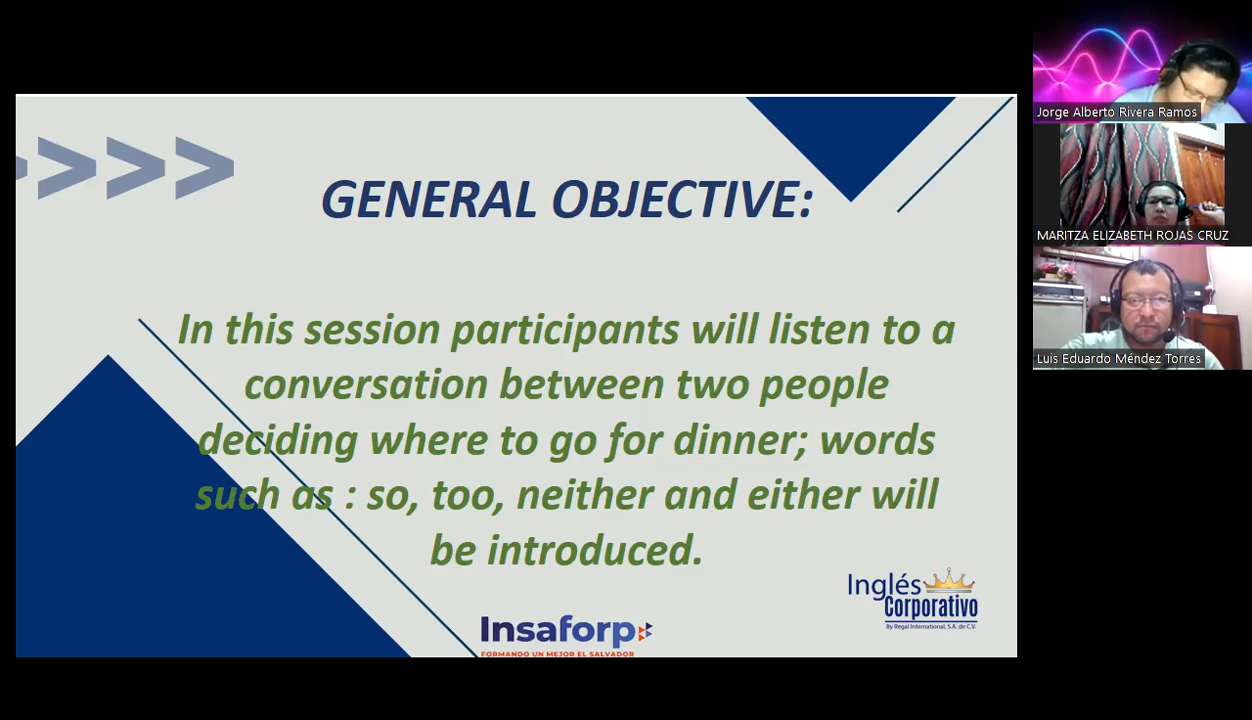 GENERAL OBJECTIVE:
In this session participants will listen to a
conversation between two people
deciding where to go for dinner; words
such as : so, too, neither and either will
be introduced.
Inglés
Corporativo
By Regal International, S.A. de C.V.
Insaforp
FORMANDO UN MEJOR EL SALVADOR
Jorge Alberto Rivera Ramos
MARITZA ELIZABETH ROJAS CRUZ
Luis Eduardo Méndez Torres